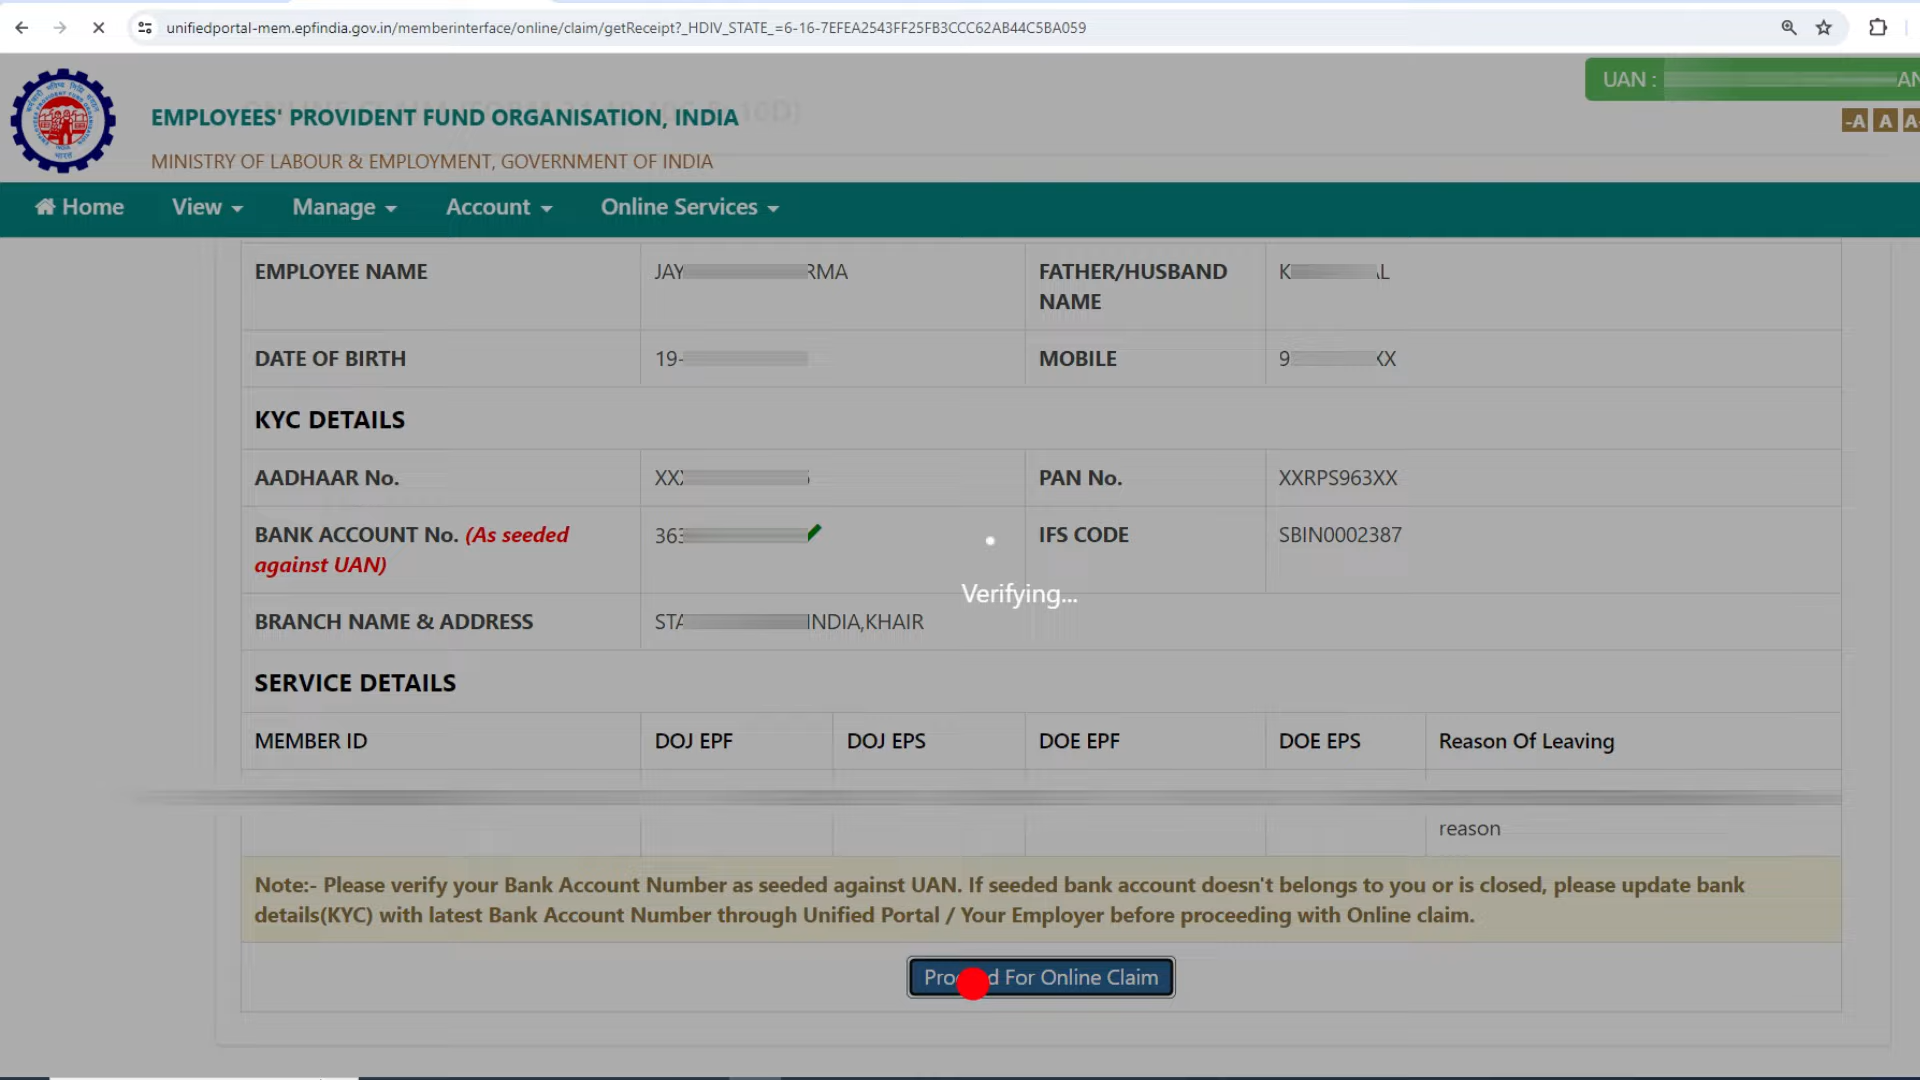 unifiedportal-mem.epfindia.gov.in/memberinterface/online/claim/getReceipt?_HDIV_STATE_=6-16-7EFEA2543FF25FB3CCC62AB44C5BA059
UAN :
EMPLOYEES' PROVIDENT FUND ORGANISATION, INDIA
-A A
MINISTRY OF LABOUR & EMPLOYMENT, GOVERNMENT OF INDIA
Home View Manage Account Online Services
EMPLOYEE NAME JAY RMA FATHER/HUSBAND NAME K L
DATE OF BIRTH 19- MOBILE 9 XX
KYC DETAILS
AADHAAR No. XX PAN No. XXRPS963XX
BANK ACCOUNT No. (As seeded against UAN) 36 IFS CODE SBIN0002387
Verifying...
BRANCH NAME & ADDRESS STA INDIA,KHAIR
SERVICE DETAILS
MEMBER ID DOJ EPF DOJ EPS DOE EPF DOE EPS Reason Of Leaving
reason
Note:- Please verify your Bank Account Number as seeded against UAN. If seeded bank account doesn't belongs to you or is closed, please update bank
details(KYC) with latest Bank Account Number through Unified Portal / Your Employer before proceeding with Online claim.
Proceed For Online Claim